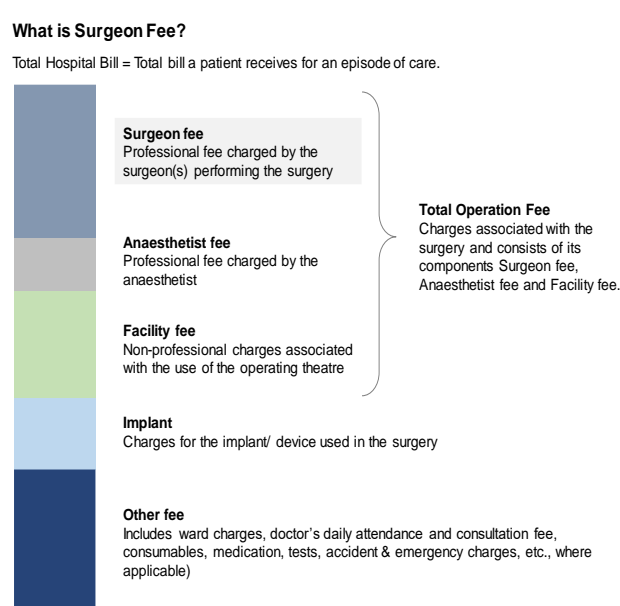 What is Surgeon Fee?
Total Hospital Bill = Total bill a patient receives for an episode of care.
Surgeon fee
Professional fee charged by the
surgeon(s) performing the surgery
Anaesthetist fee
Professional fee charged by the
anaesthetist
Facility fee
Non-professional charges associated
with the use of the operating theatre
Total Operation Fee
Charges associated with the
surgery and consists of its
components Surgeon fee,
Anaesthetist fee and Facility fee.
Implant
Charges for the implant/ device used in the surgery
Other fee
Includes ward charges, doctor's daily attendance and consultation fee,
consumables, medication, tests, accident & emergency charges, etc., where
applicable)